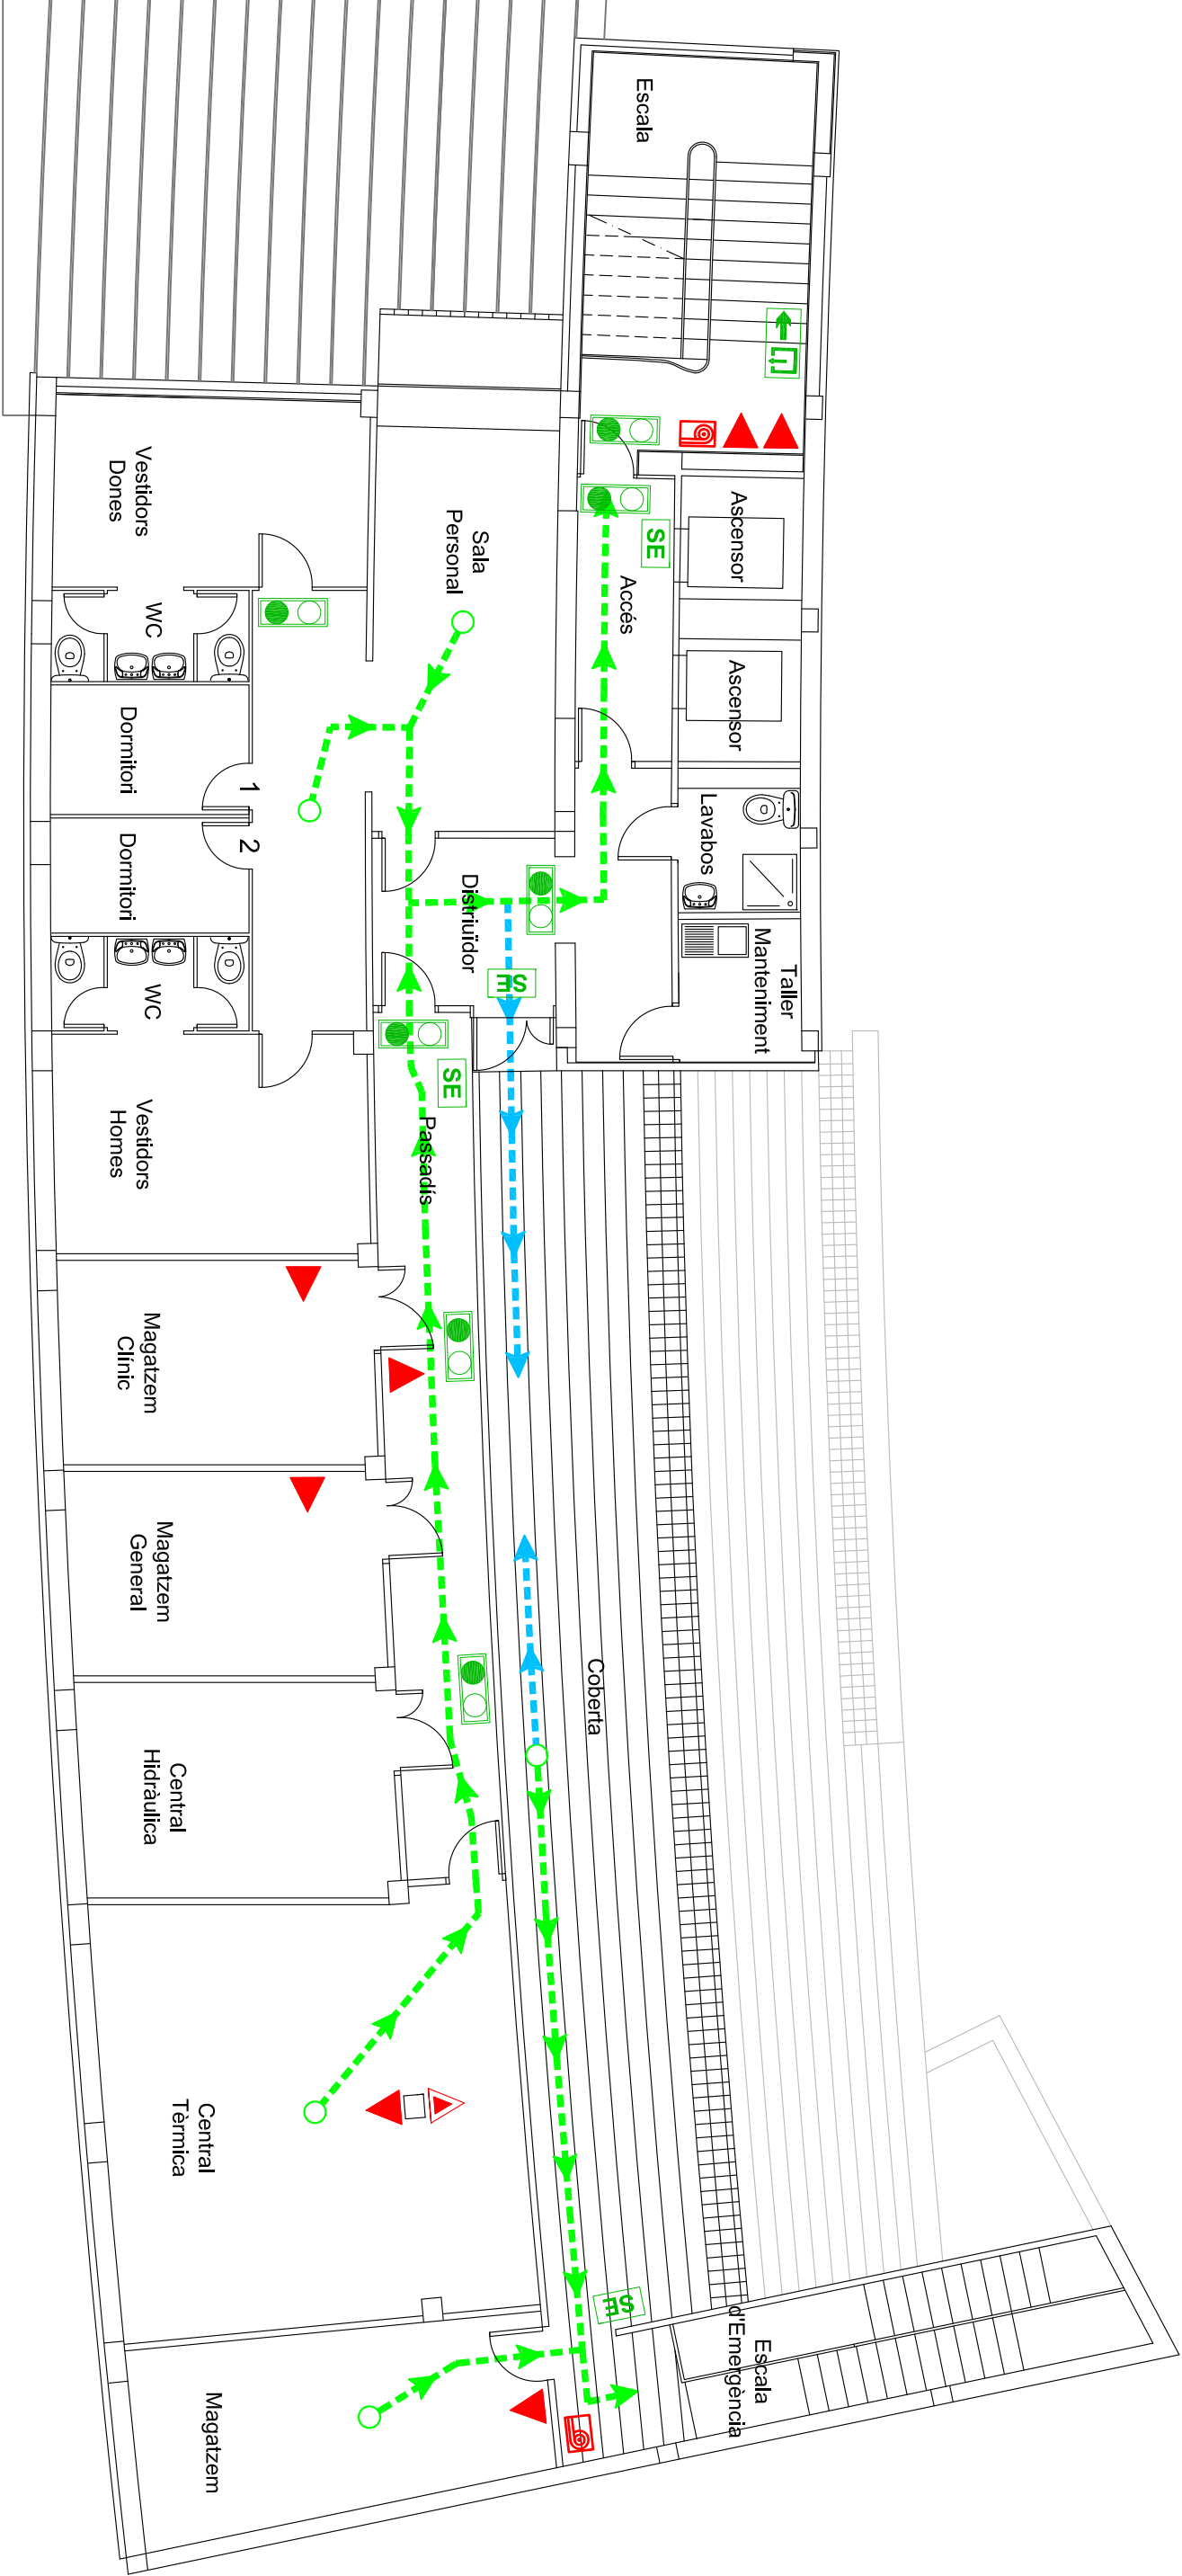 Escala
Ascensor
SE
Accés
Ascensor
Vestidors
Dones
Sala
Personal
WC
Dormitori
1
2
Dormitori
Lavabos
Taller
Manteniment
Distriuïdor
SE
SE
WC
Passadís
Vestidors
Homes
Magatzem
Clínic
Magatzem
General
Coberta
Central
Hidràulica
Central
Tèrmica
SE
Escala
d'Emergència
Magatzem